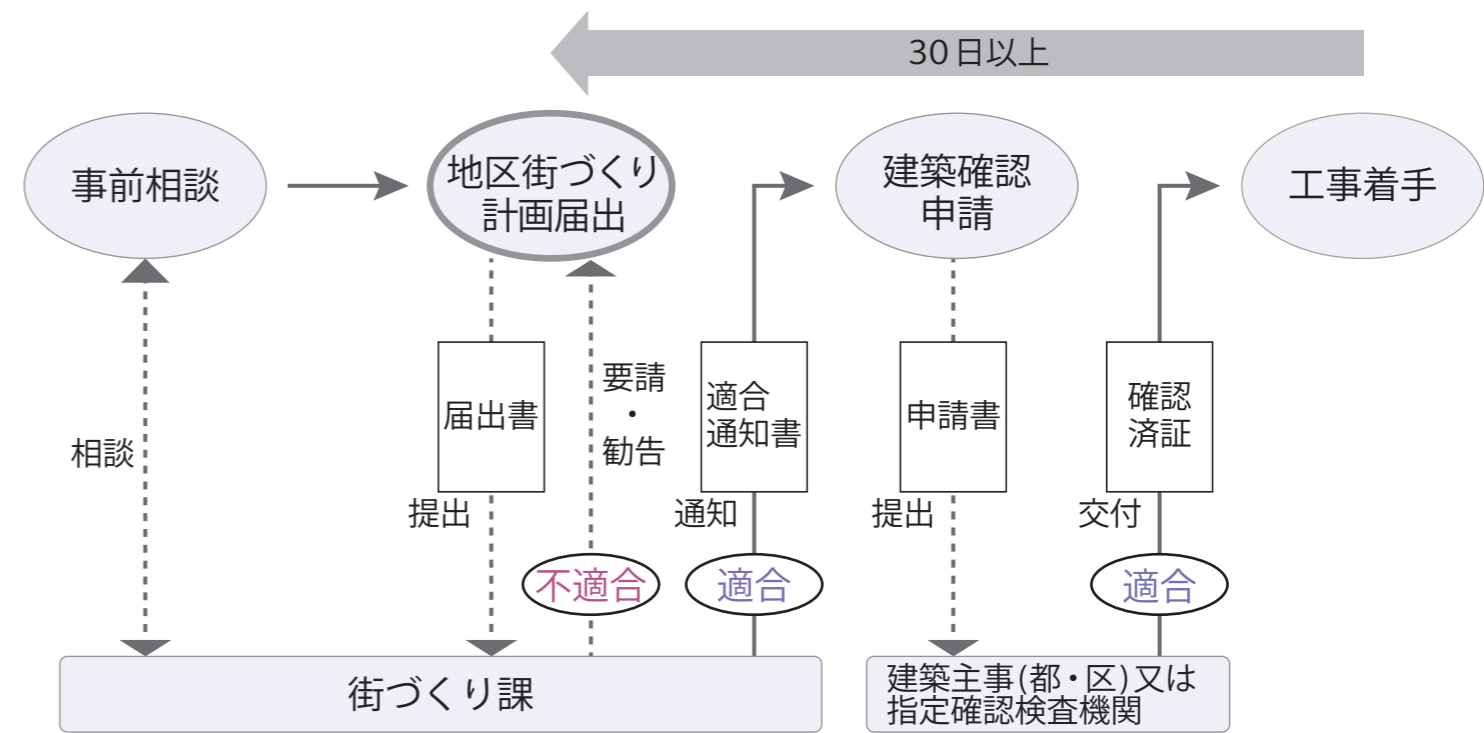 30日以上
事前相談
地区街づくり
計画届出
建築確認
申請
工事着手
相談
届出書
提出
要請
・
勧告
不適合
適合
通知書
通知
適合
申請書
提出
確認
済証
交付
適合
街づくり課
建築主事(都・区)又は
指定確認検査機関